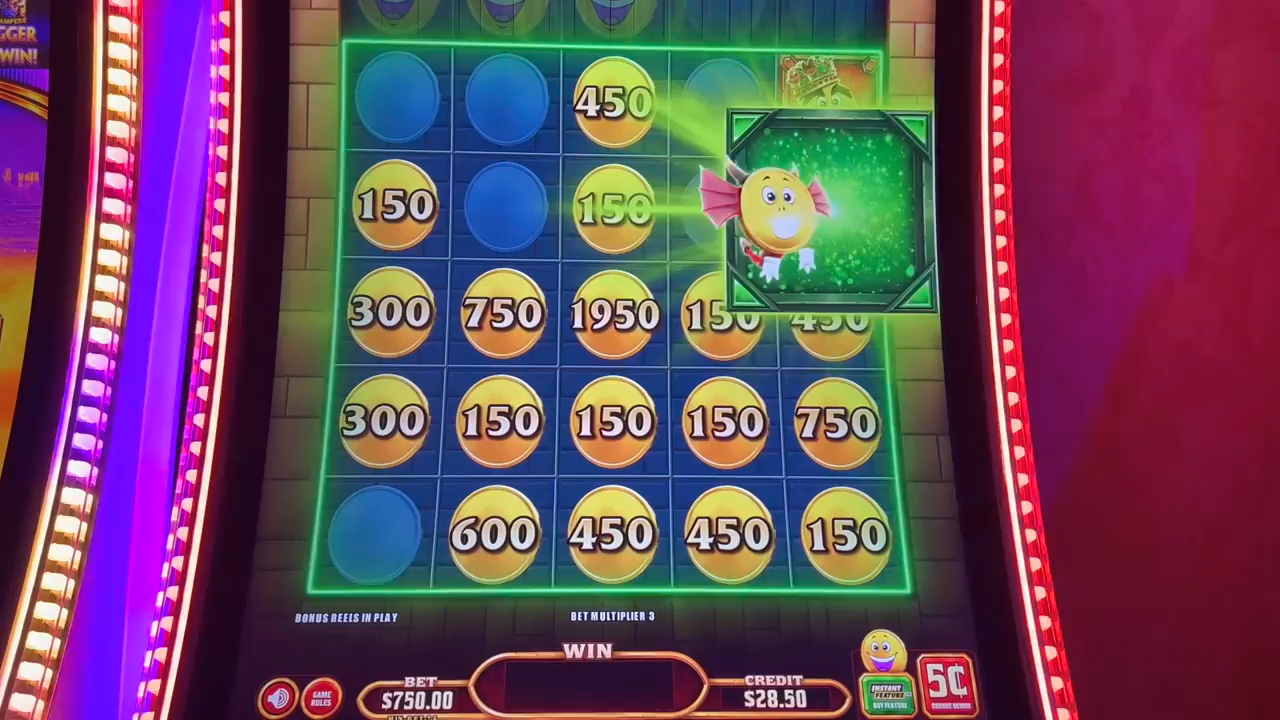 GGER
WIN!
450
150 150
300 750 1950 150 450
300 150 150 150 750
600 450 450 150
BONUS REELS IN PLAY BET MULTIPLIER 3
WIN
BET
$750.00
CREDIT
$28.50
GAME
RULES
INSTANT
FEATURE
BUY FEATURE
5¢
CHANGE DENOM